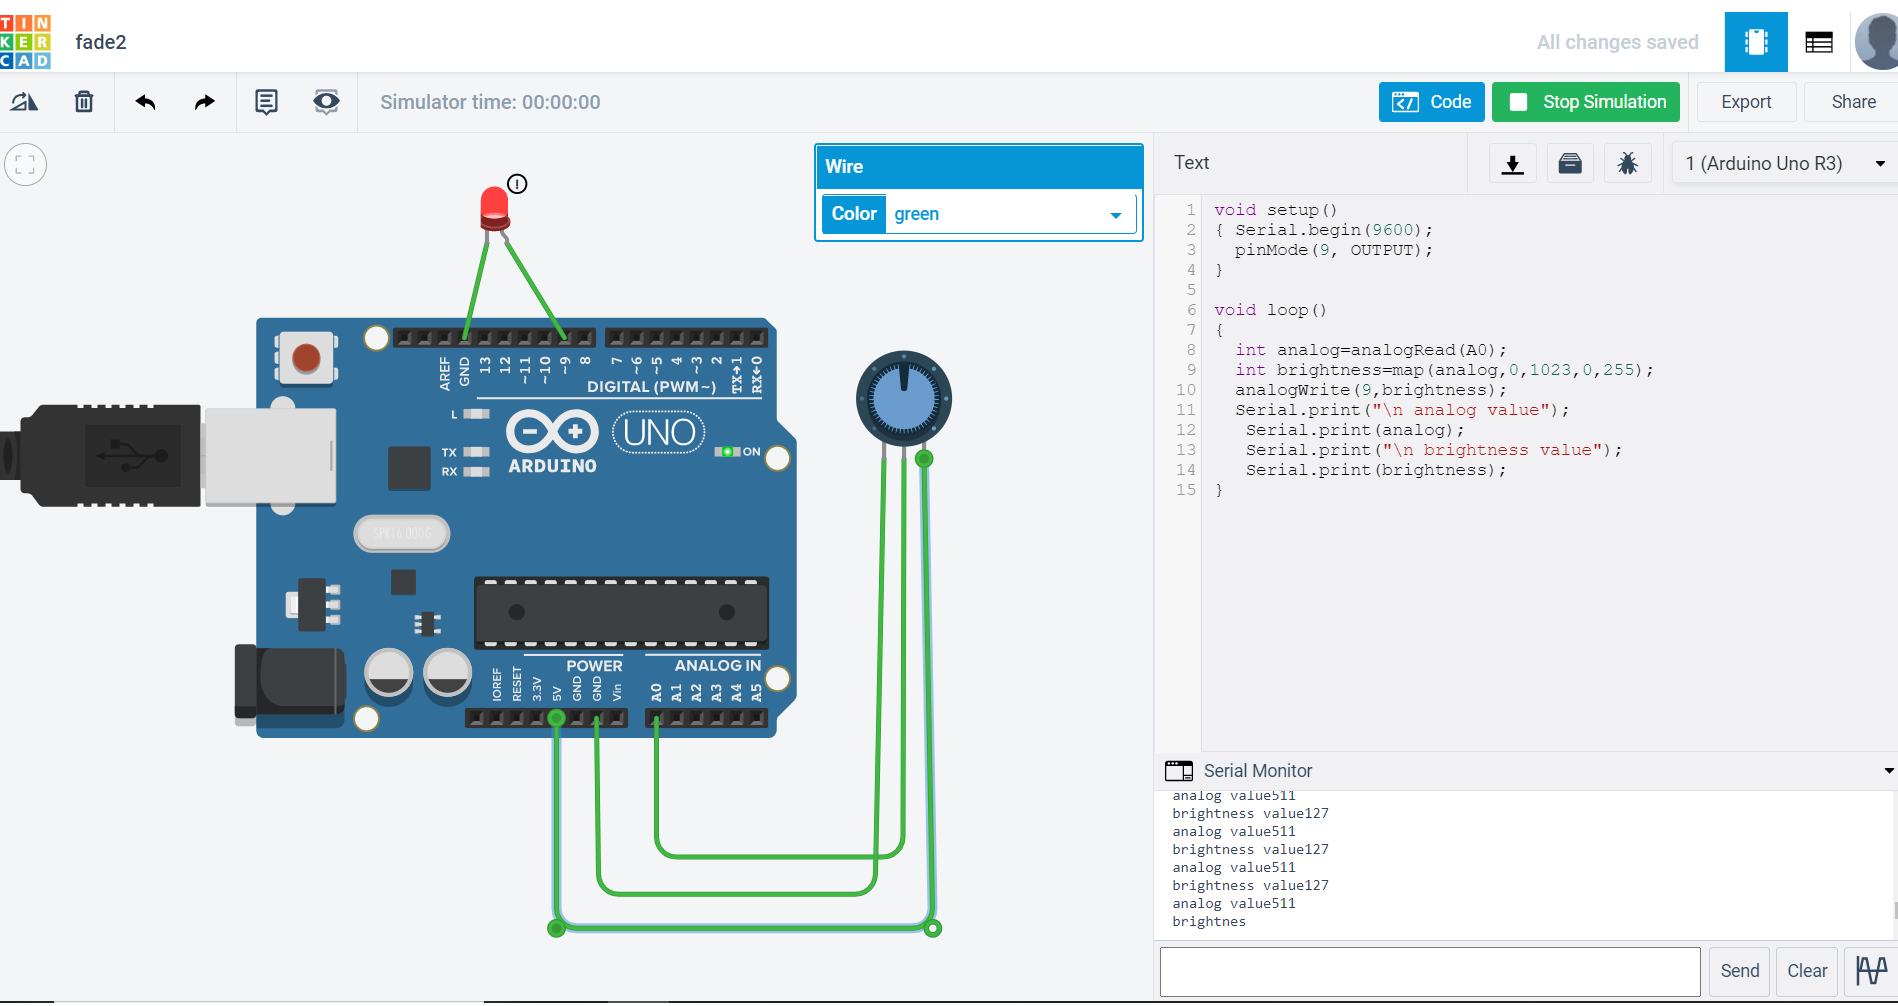 TIN
KER
CAD
fade2
All changes saved
Simulator time: 00:00:00
Code
Stop Simulation
Export
Share
Wire
Color green
Text
1 (Arduino Uno R3)
1 void setup()
2 { Serial.begin(9600);
3 pinMode(9, OUTPUT);
4 }
5
6 void loop()
7 {
8 int analog=analogRead(A0);
9 int brightness=map(analog,0,1023,0,255);
10 analogWrite(9,brightness);
11 Serial.print("\n analog value");
12 Serial.print(analog);
13 Serial.print("\n brightness value");
14 Serial.print(brightness);
15 }
AREF GND 13 12 ~11 ~10 ~9 8 7 ~6 ~5 4 ~3 2 TX→1 RX←0
DIGITAL (PWM~)
L
TX
RX
ARDUINO
UNO
ON
SPK16.000G
POWER
ANALOG IN
IOREF RESET 3.3V 5V GND GND Vin A0 A1 A2 A3 A4 A5
Serial Monitor
analog value511
brightness value127
analog value511
brightness value127
analog value511
brightness value127
analog value511
brightnes
Send
Clear